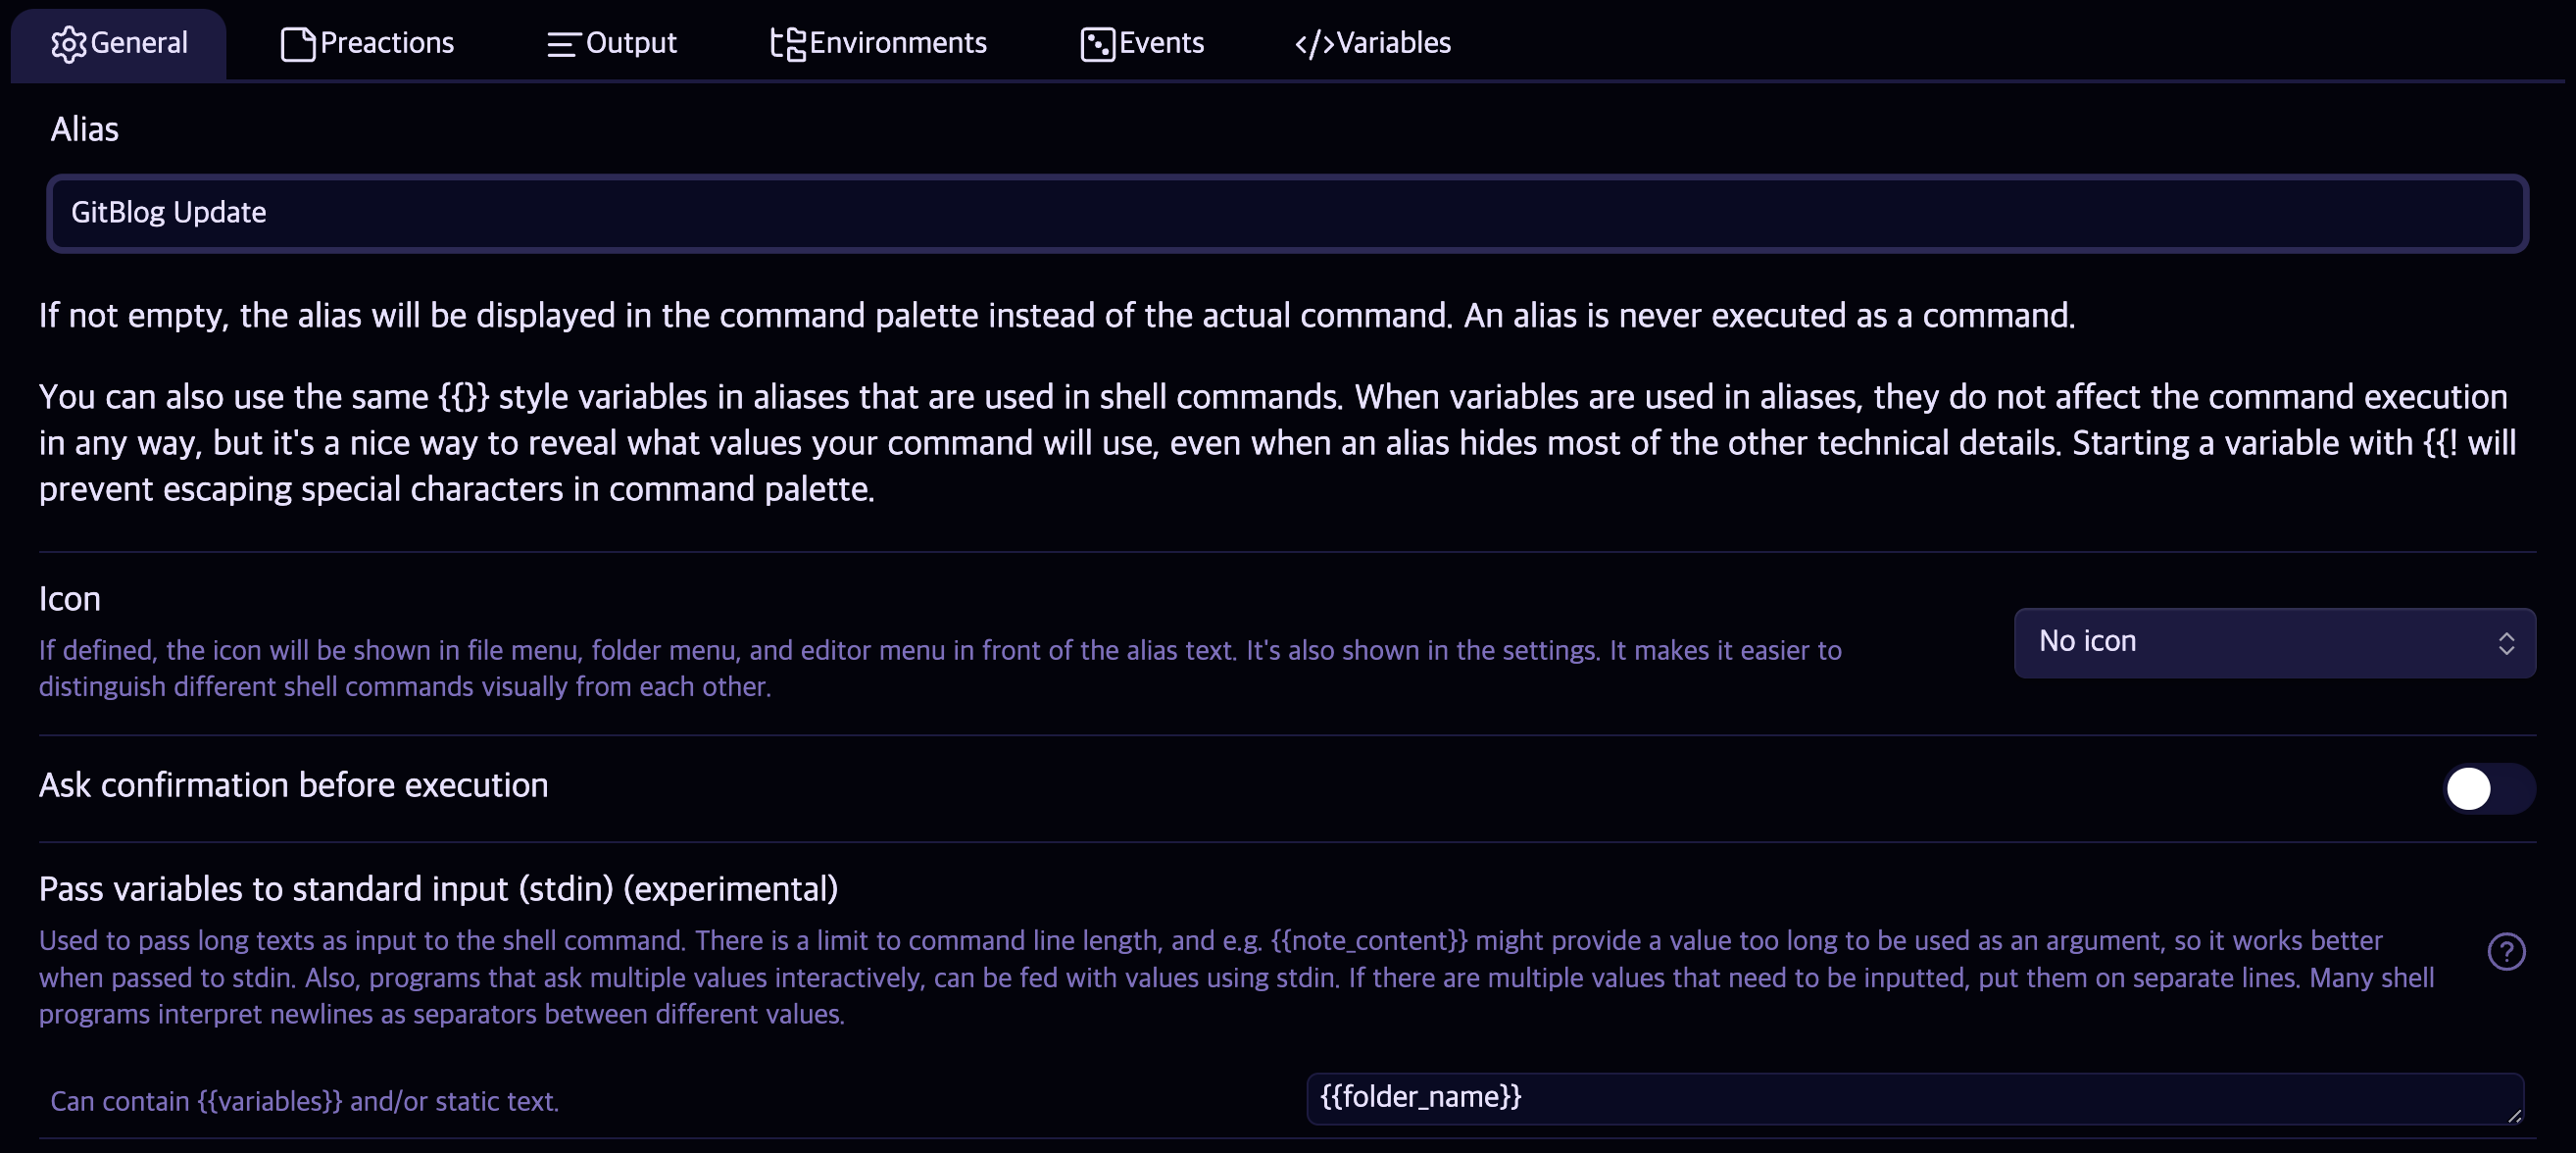 General Preactions Output Environments Events </>Variables
Alias
GitBlog Update
If not empty, the alias will be displayed in the command palette instead of the actual command. An alias is never executed as a command.
You can also use the same {{}} style variables in aliases that are used in shell commands. When variables are used in aliases, they do not affect the command execution
in any way, but it's a nice way to reveal what values your command will use, even when an alias hides most of the other technical details. Starting a variable with {{! will
prevent escaping special characters in command palette.
Icon
If defined, the icon will be shown in file menu, folder menu, and editor menu in front of the alias text. It's also shown in the settings. It makes it easier to
distinguish different shell commands visually from each other.
No icon
Ask confirmation before execution
Pass variables to standard input (stdin) (experimental)
Used to pass long texts as input to the shell command. There is a limit to command line length, and e.g. {{note_content}} might provide a value too long to be used as an argument, so it works better
when passed to stdin. Also, programs that ask multiple values interactively, can be fed with values using stdin. If there are multiple values that need to be inputted, put them on separate lines. Many shell
programs interpret newlines as separators between different values.
?
Can contain {{variables}} and/or static text.
{{folder_name}}